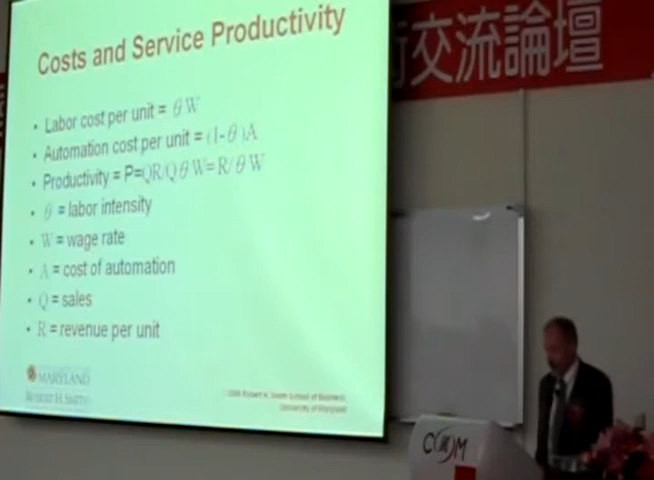 Costs and Service Productivity
交流論壇
• Labor cost per unit = θW
• Automation cost per unit = (1-θ)A
• Productivity = P=QR/QθW=R/θW
• θ = labor intensity
• W = wage rate
• A = cost of automation
• Q = sales
• R = revenue per unit
MARYLAND
ROBERT H. SMITH
Robert H. Smith School of Business
University of Maryland